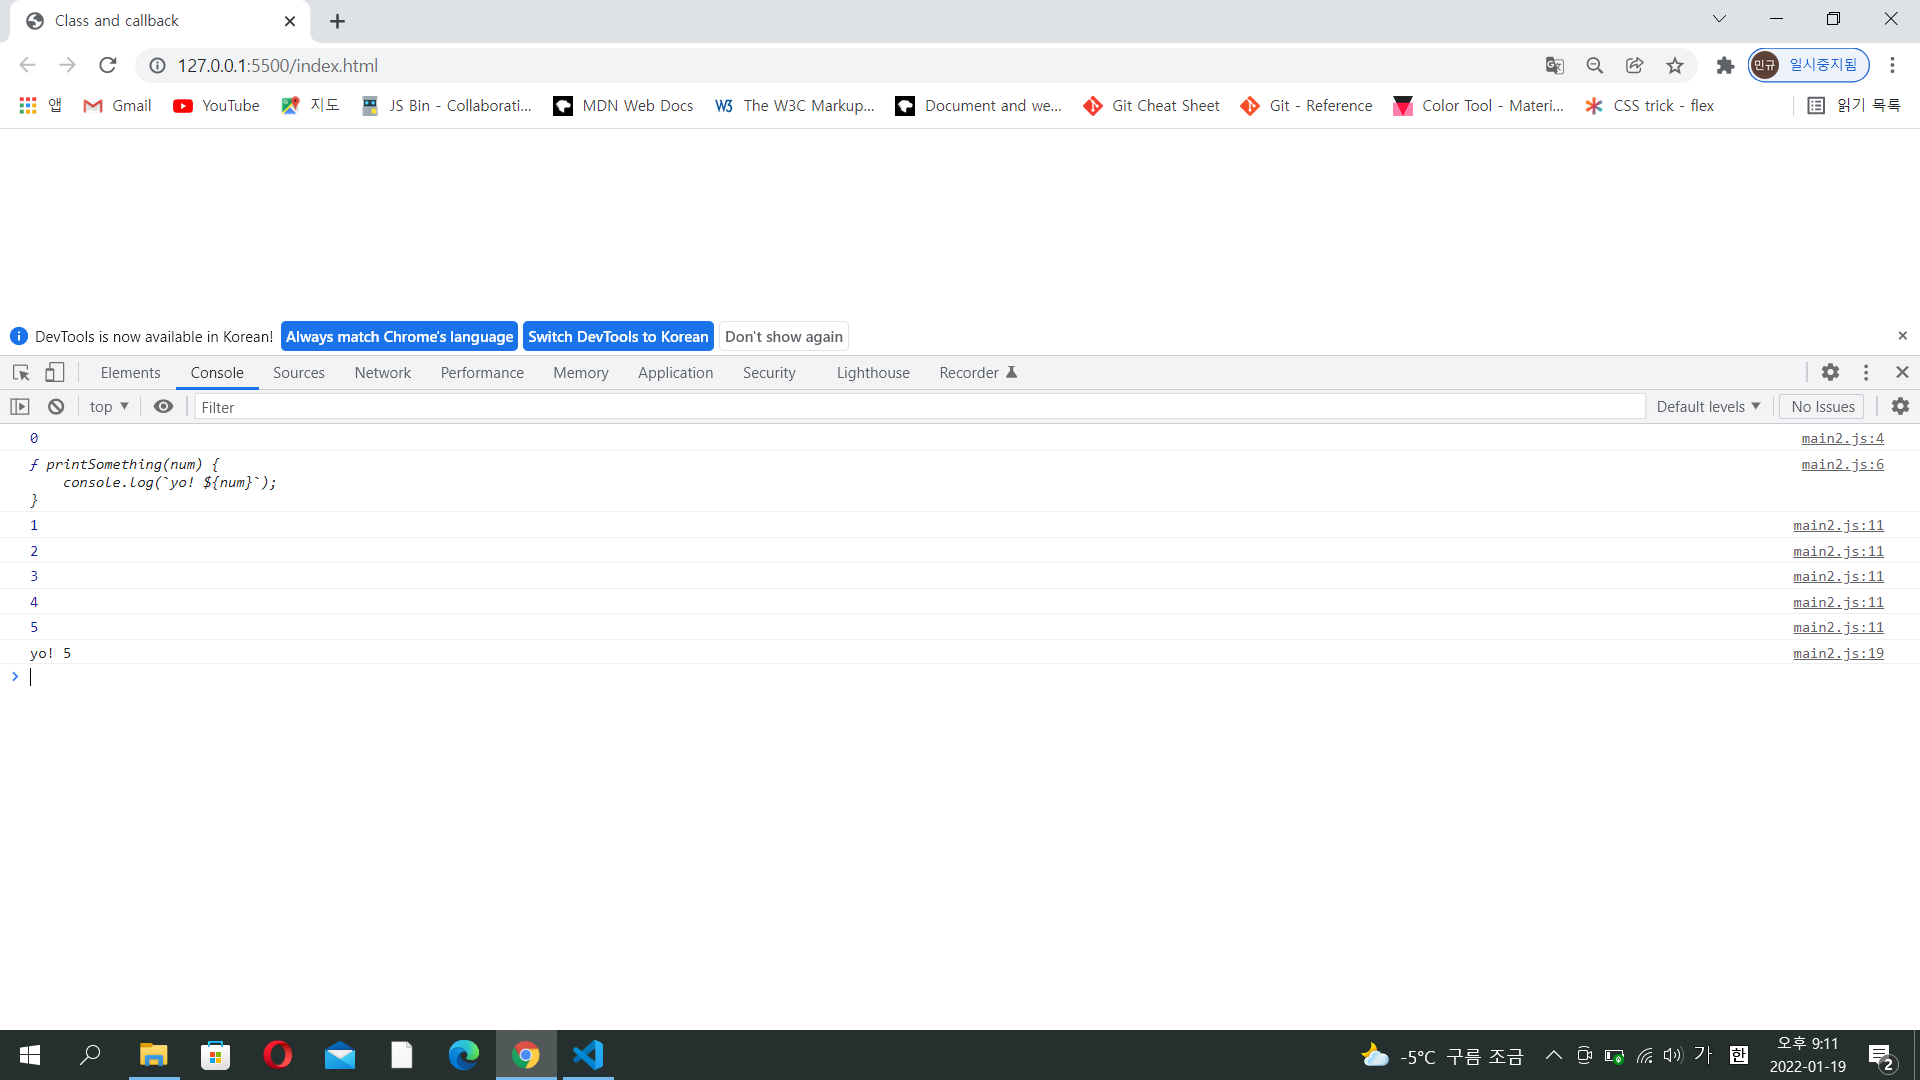 Class and callback
127.0.0.1:5500/index.html
민규 일시중지됨
앱 Gmail YouTube 지도 JS Bin - Collaborati... MDN Web Docs The W3C Markup... Document and we... Git Cheat Sheet Git - Reference Color Tool - Materi... CSS trick - flex 읽기 목록
DevTools is now available in Korean! Always match Chrome's language Switch DevTools to Korean Don't show again
Elements Console Sources Network Performance Memory Application Security Lighthouse Recorder
top Filter Default levels No Issues
0 main2.js:4
ƒ printSomething(num) { main2.js:6
console.log(`yo! ${num}`);
}
1 main2.js:11
2 main2.js:11
3 main2.js:11
4 main2.js:11
5 main2.js:11
yo! 5 main2.js:19
-5°C 구름 조금 가 한 오후 9:11
2022-01-19 2